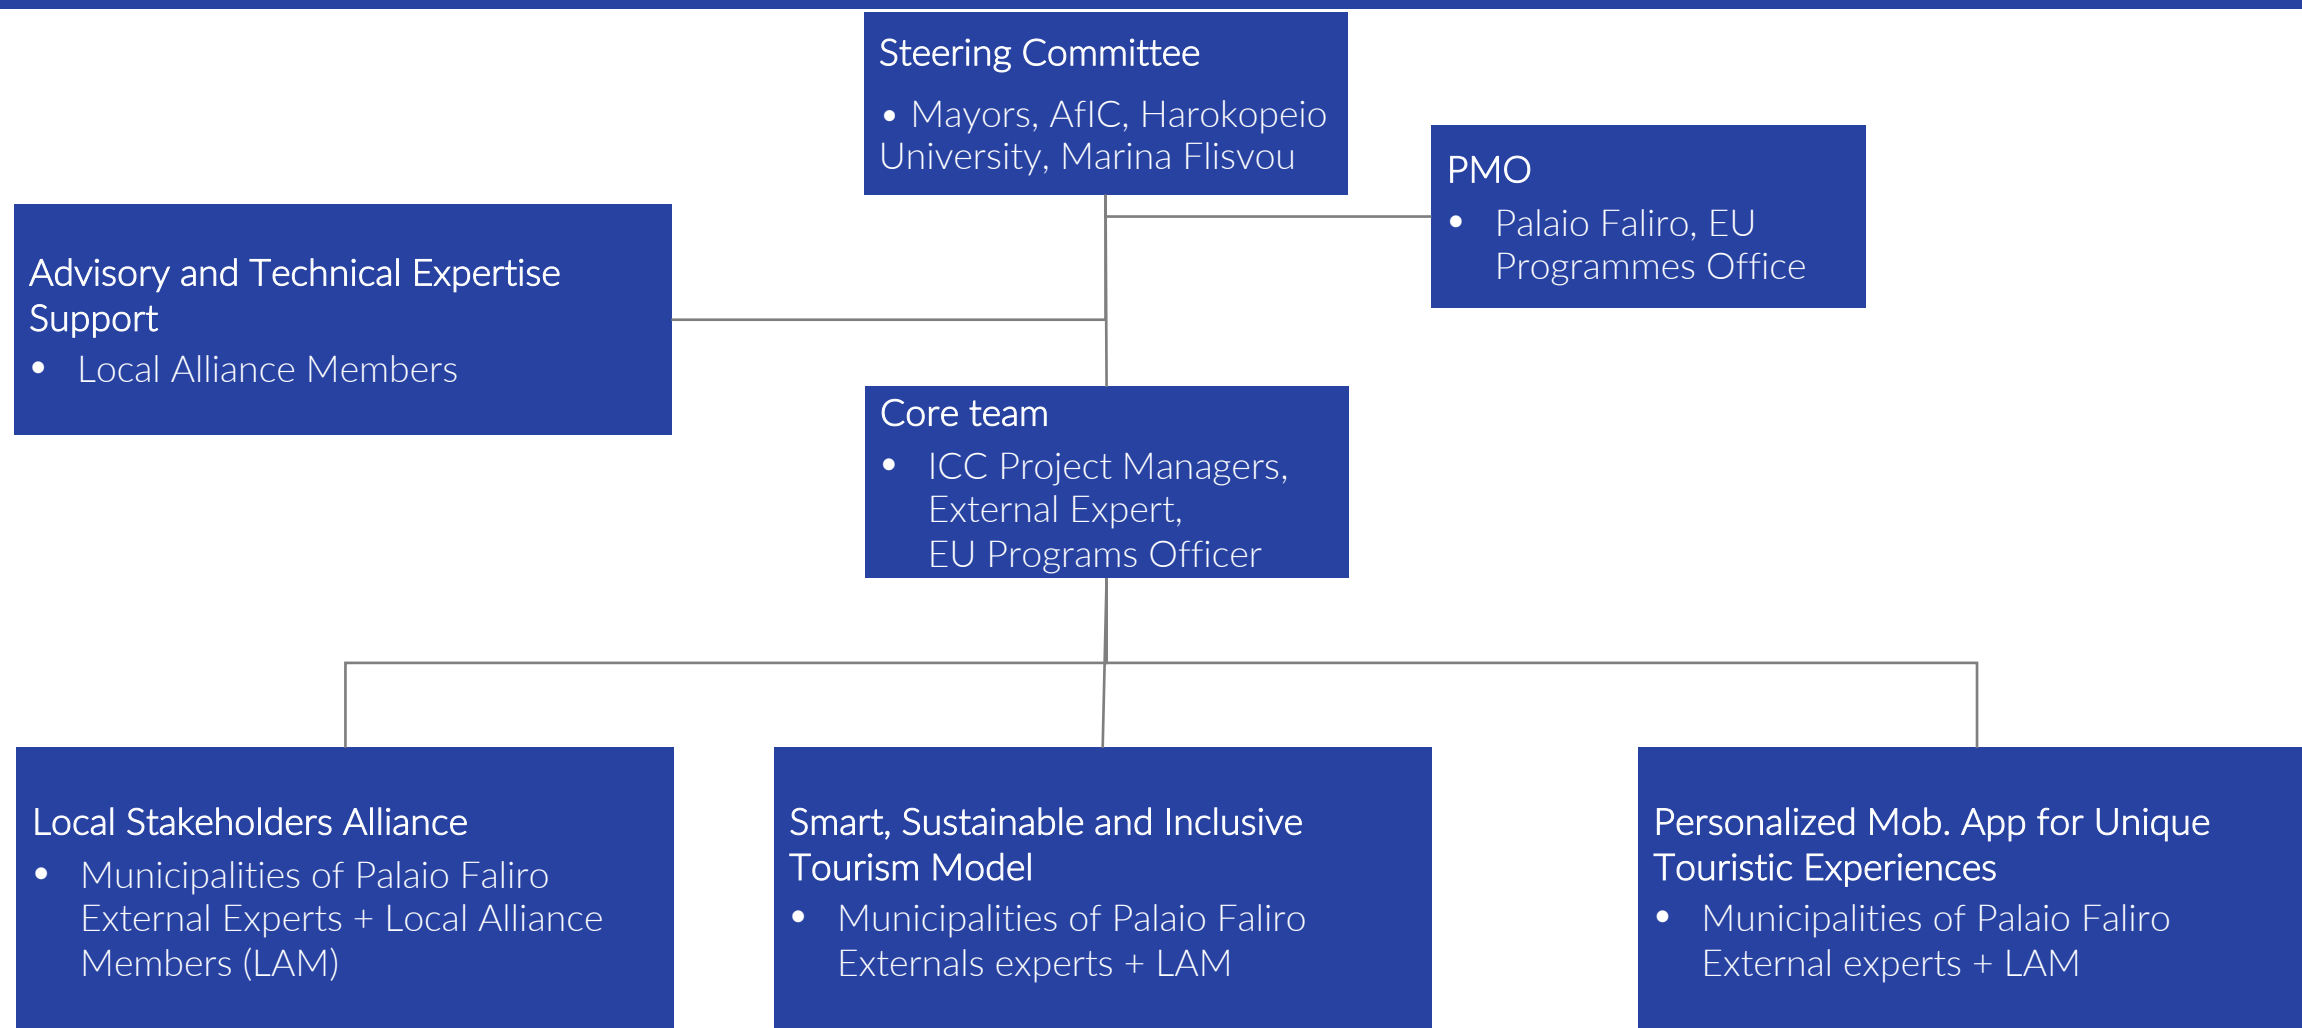 Steering Committee
• Mayors, AfIC, Harokopeio
University, Marina Flisvou
PMO
• Palaio Faliro, EU
Programmes Office
Advisory and Technical Expertise
Support
• Local Alliance Members
Core team
• ICC Project Managers,
External Expert,
EU Programs Officer
Local Stakeholders Alliance
• Municipalities of Palaio Faliro
External Experts + Local Alliance
Members (LAM)
Smart, Sustainable and Inclusive
Tourism Model
• Municipalities of Palaio Faliro
Externals experts + LAM
Personalized Mob. App for Unique
Touristic Experiences
• Municipalities of Palaio Faliro
External experts + LAM